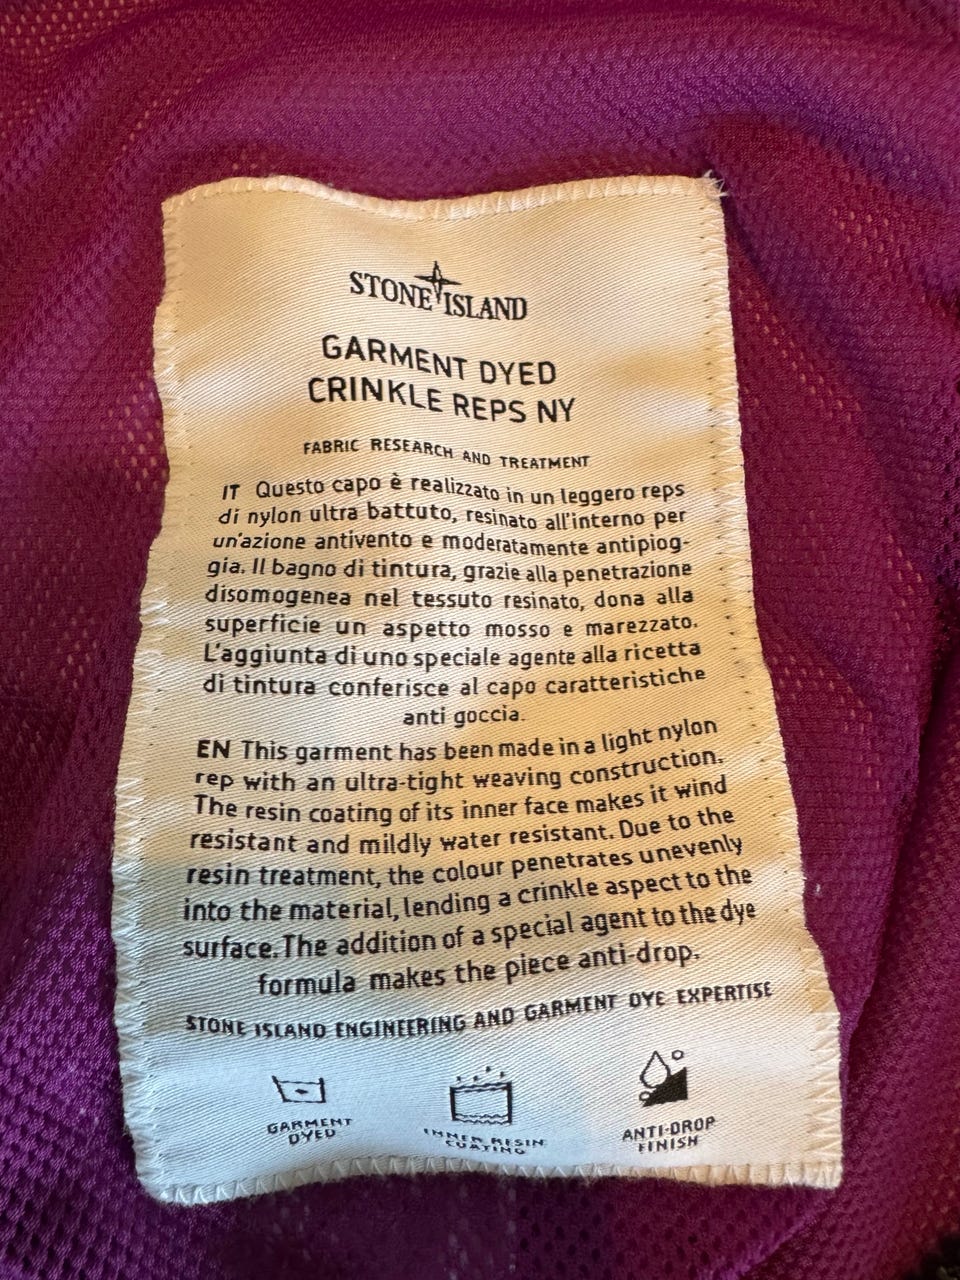 STONE ISLAND
GARMENT DYED
CRINKLE REPS NY
FABRIC RESEARCH AND TREATMENT
IT Questo capo è realizzato in un leggero reps
di nylon ultra battuto, resinato all'interno per
un'azione antivento e moderatamente antipiog-
gia. Il bagno di tintura, grazie alla penetrazione
disomogenea nel tessuto resinato, dona alla
superficie un aspetto mosso e marezzato.
L'aggiunta di uno speciale agente alla ricetta
di tintura conferisce al capo caratteristiche
anti goccia.
EN This garment has been made in a light nylon
rep with an ultra-tight weaving construction.
The resin coating of its inner face makes it wind
resistant and mildly water resistant. Due to the
resin treatment, the colour penetrates unevenly
into the material, lending a crinkle aspect to the
surface. The addition of a special agent to the dye
formula makes the piece anti-drop.
STONE ISLAND ENGINEERING AND GARMENT DYE EXPERTISE
GARMENT INNER RESIN ANTI-DROP
DYED COATING FINISH